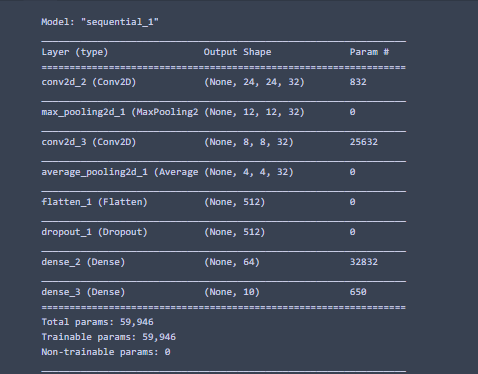 Model: "sequential_1"
_________________________________________________________________
Layer (type)                 Output Shape              Param #
=================================================================
conv2d_2 (Conv2D)            (None, 24, 24, 32)        832
_________________________________________________________________
max_pooling2d_1 (MaxPooling2 (None, 12, 12, 32)        0
_________________________________________________________________
conv2d_3 (Conv2D)            (None, 8, 8, 32)          25632
_________________________________________________________________
average_pooling2d_1 (Average (None, 4, 4, 32)          0
_________________________________________________________________
flatten_1 (Flatten)          (None, 512)               0
_________________________________________________________________
dropout_1 (Dropout)          (None, 512)               0
_________________________________________________________________
dense_2 (Dense)              (None, 64)                32832
_________________________________________________________________
dense_3 (Dense)              (None, 10)                650
=================================================================
Total params: 59,946
Trainable params: 59,946
Non-trainable params: 0
_________________________________________________________________